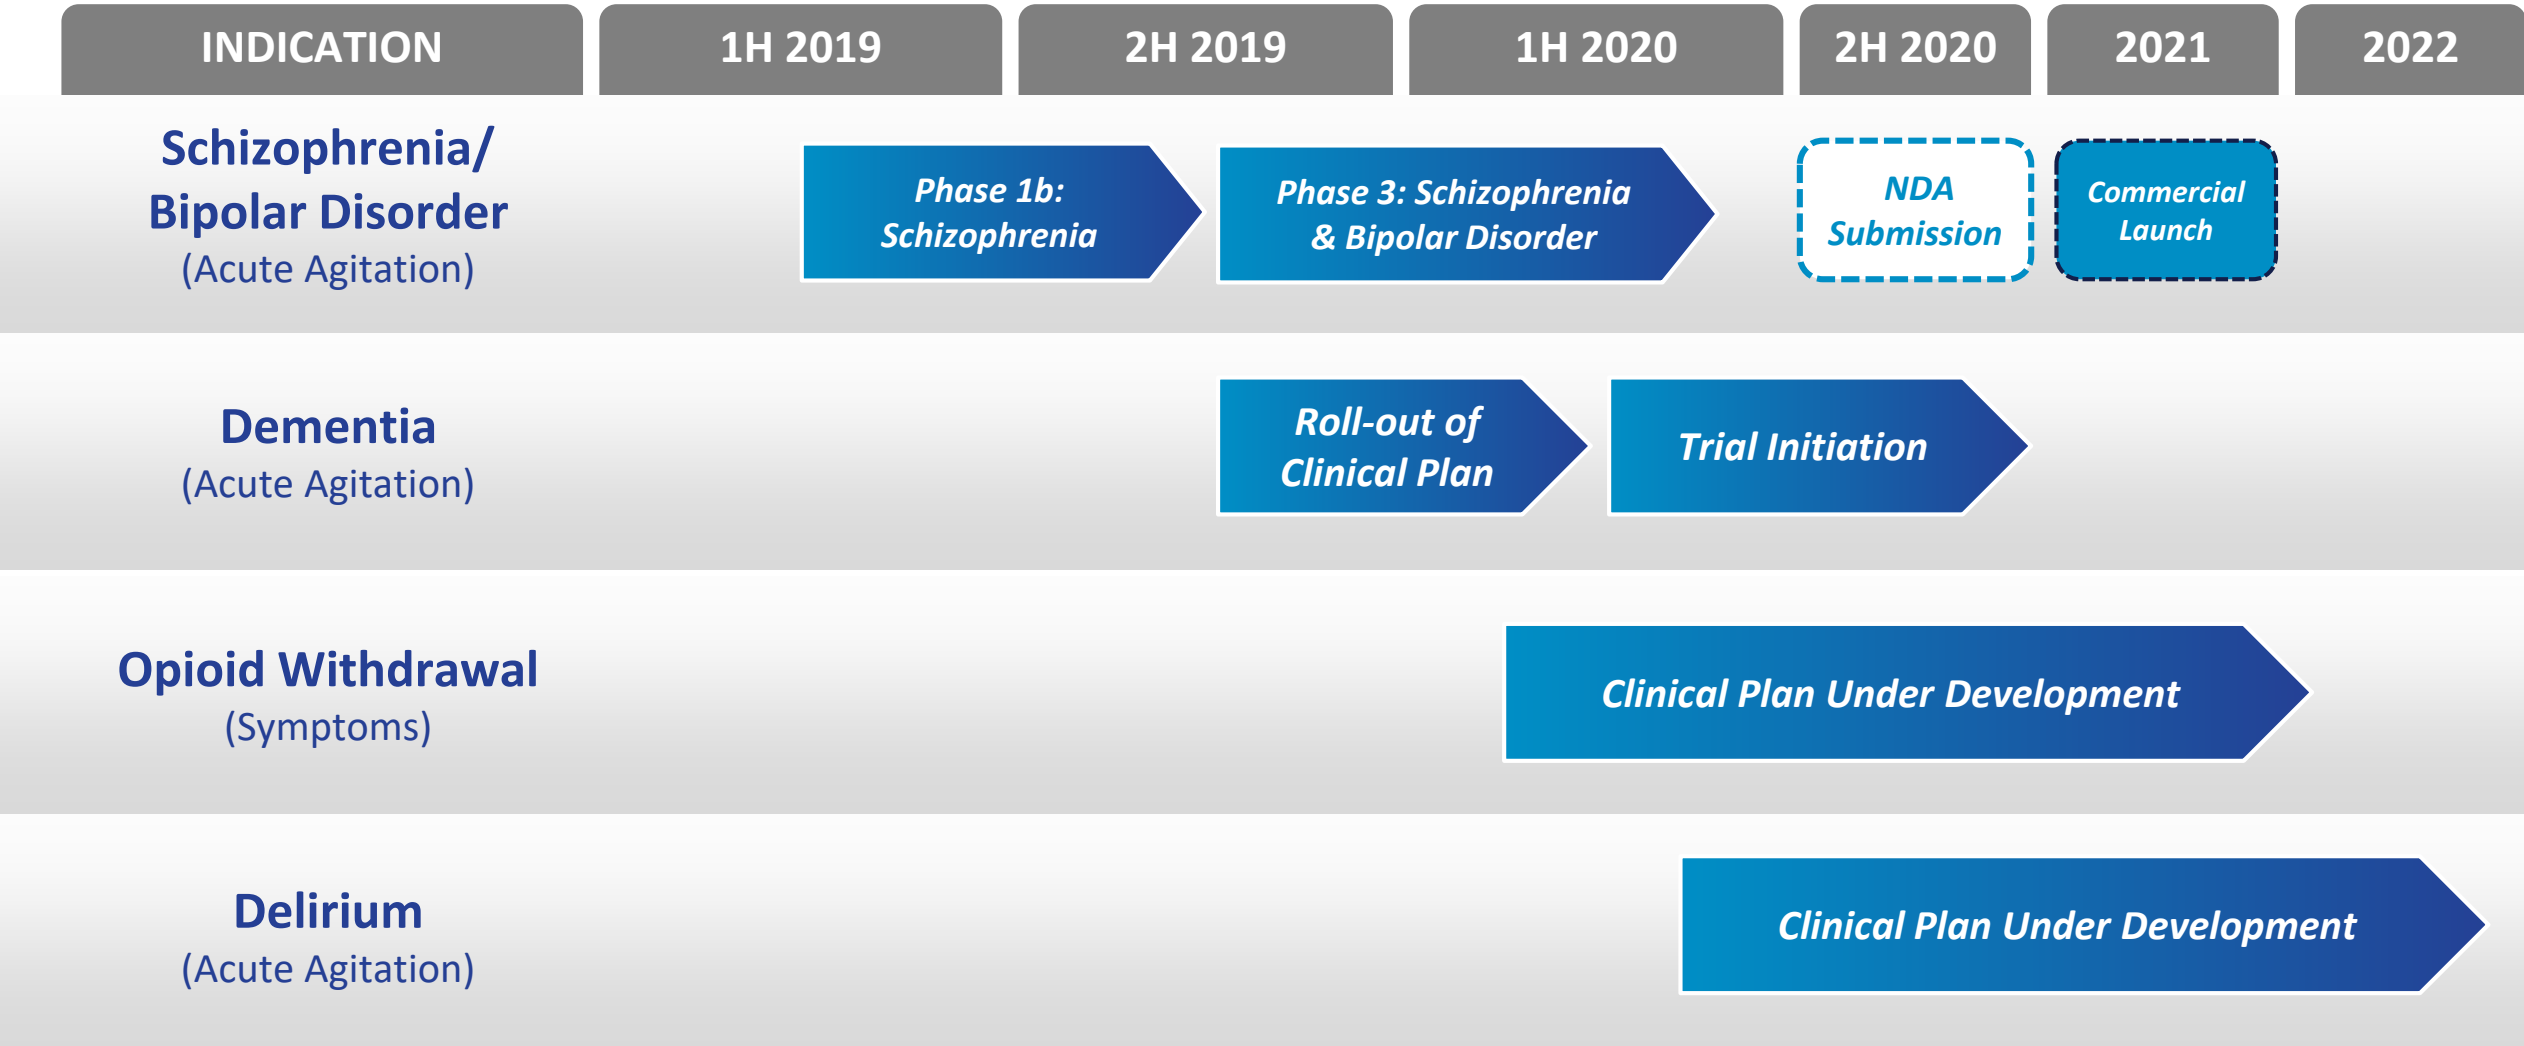 INDICATION 1H 2019 2H 2019 1H 2020 2H 2020 2021 2022
Schizophrenia/
Bipolar Disorder
(Acute Agitation)
Phase 1b:
Schizophrenia
Phase 3: Schizophrenia
& Bipolar Disorder
NDA
Submission
Commercial
Launch
Dementia
(Acute Agitation)
Roll-out of
Clinical Plan
Trial Initiation
Opioid Withdrawal
(Symptoms)
Clinical Plan Under Development
Delirium
(Acute Agitation)
Clinical Plan Under Development